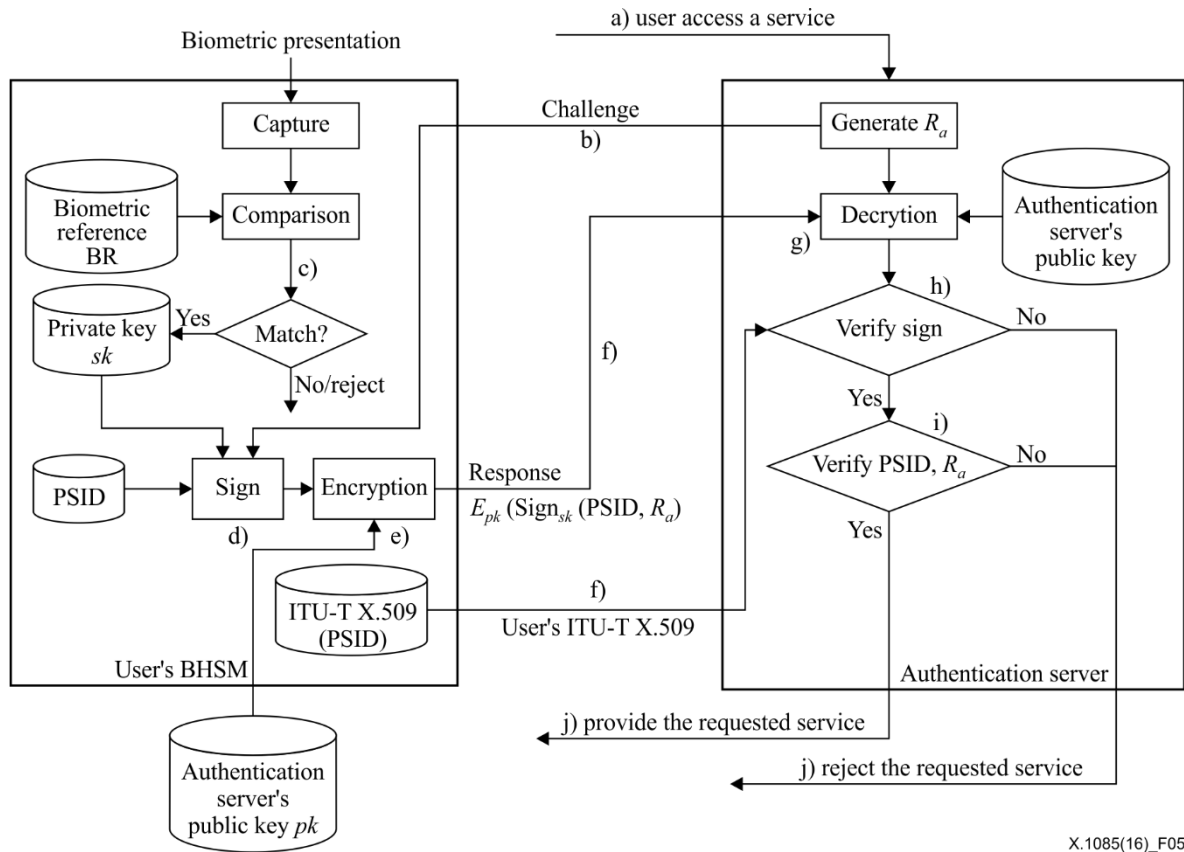 a) user access a service
Biometric presentation
Capture
Challenge
b)
Generate Ra
Biometric
reference
BR
Comparison
Decrytion
g)
Authentication
server's
public key
c)
h)
Private key
sk
Yes
Match?
No/reject
f)
Verify sign
No
Yes
i)
PSID
Sign
Encryption
d)
e)
Response
Epk (Signsk (PSID, Ra)
Verify PSID, Ra
No
Yes
ITU-T X.509
(PSID)
f)
User's ITU-T X.509
User's BHSM
Authentication server
Authentication
server's
public key pk
j) provide the requested service
j) reject the requested service
X.1085(16)_F05